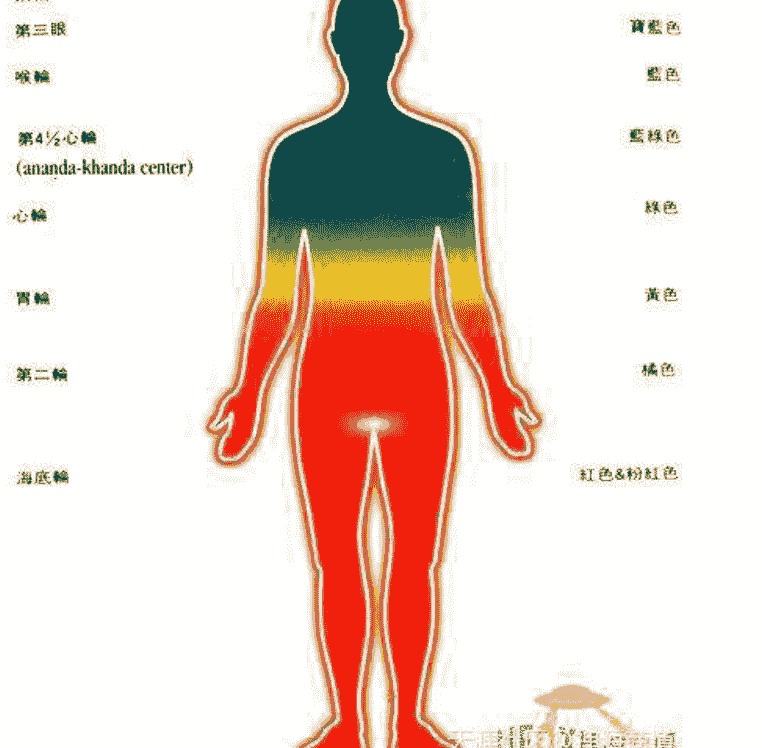 第三眼 寶藍色
喉輪 藍色
第4½心輪 藍綠色
(ananda-khanda center)
心輪 綠色
胃輪 黃色
第二輪 橘色
海底輪 紅色&粉紅色